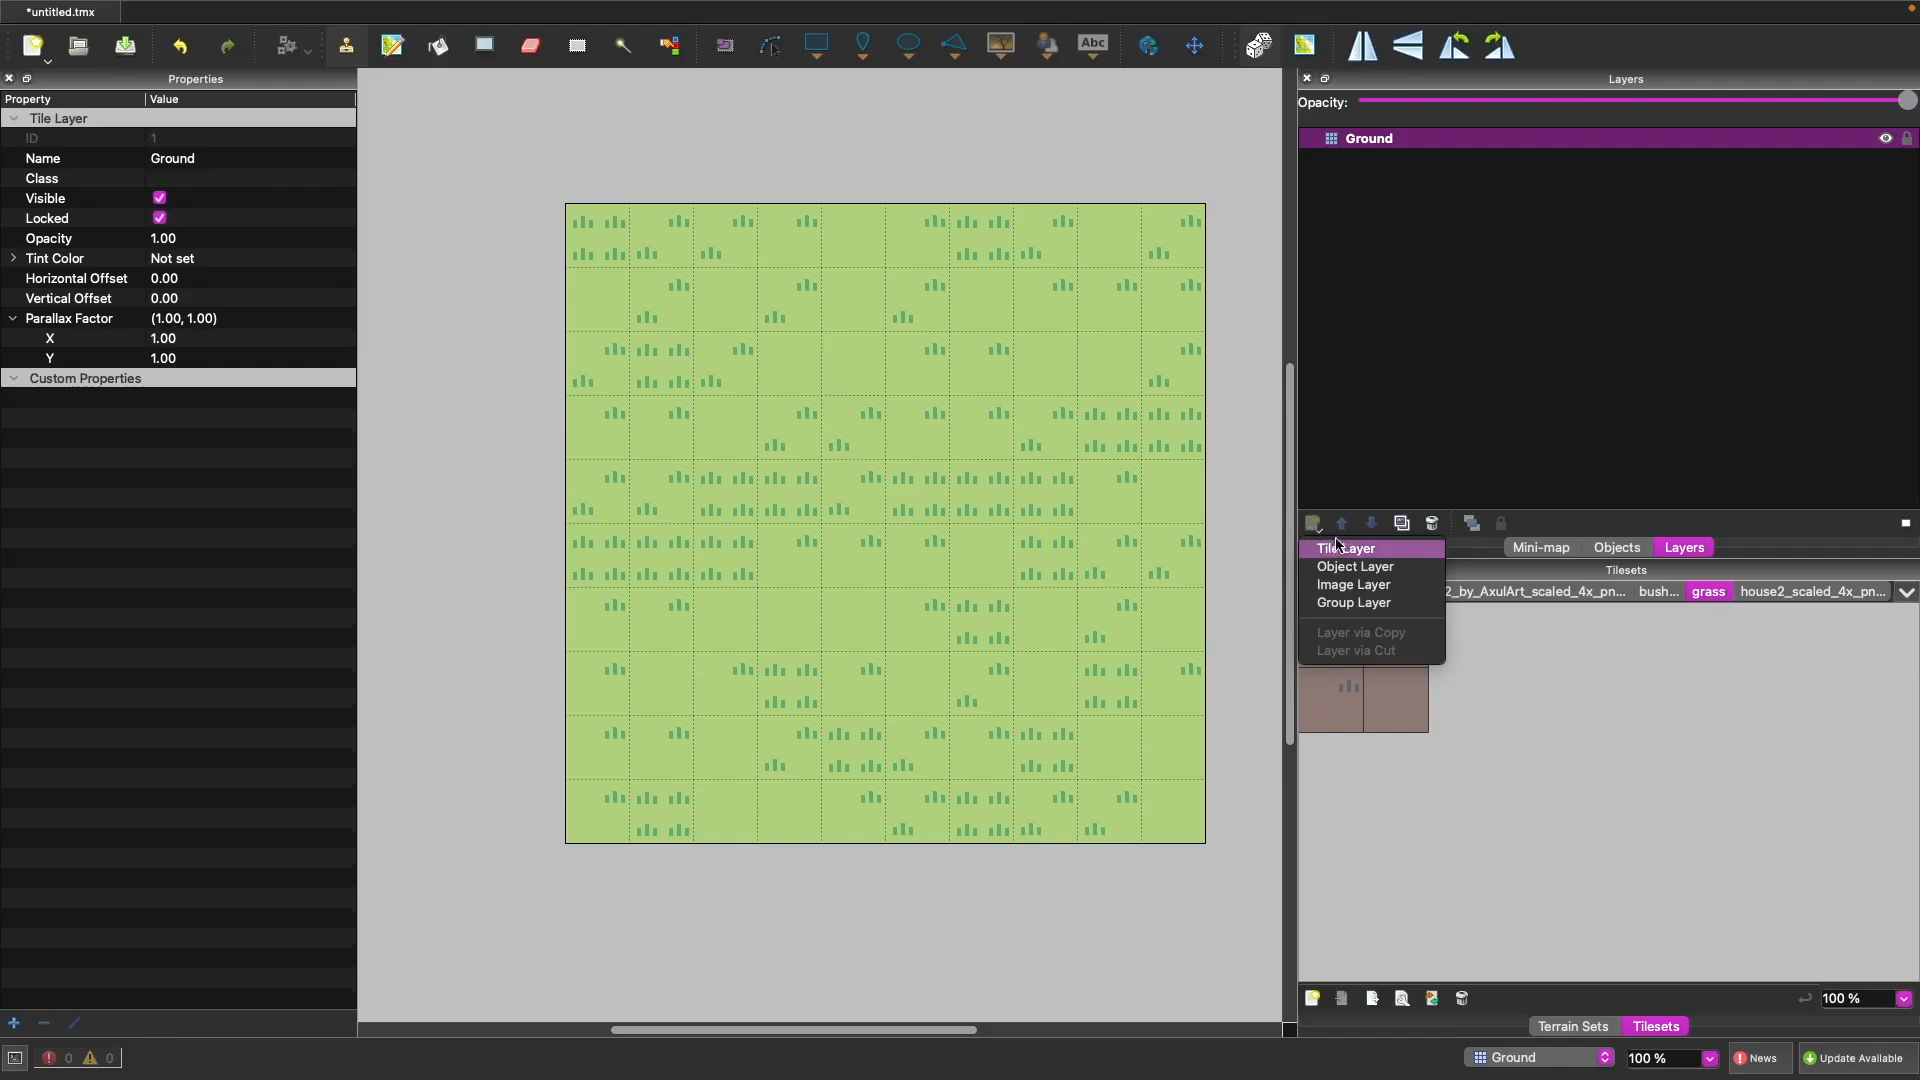 *untitled.tmx
Abc
Properties
Property Value
Tile Layer
ID 1
Name Ground
Class
Visible
Locked
Opacity 1.00
Tint Color Not set
Horizontal Offset 0.00
Vertical Offset 0.00
Parallax Factor (1.00, 1.00)
X 1.00
Y 1.00
Custom Properties
Layers
Opacity:
Ground
Tile Layer
Object Layer
Image Layer
Group Layer
Layer via Copy
Layer via Cut
Mini-map Objects Layers
Tilesets
2_by_AxulArt_scaled_4x_pn... bush... grass house2_scaled_4x_pn...
100 %
Terrain Sets Tilesets
0 0
Ground 100 % News Update Available